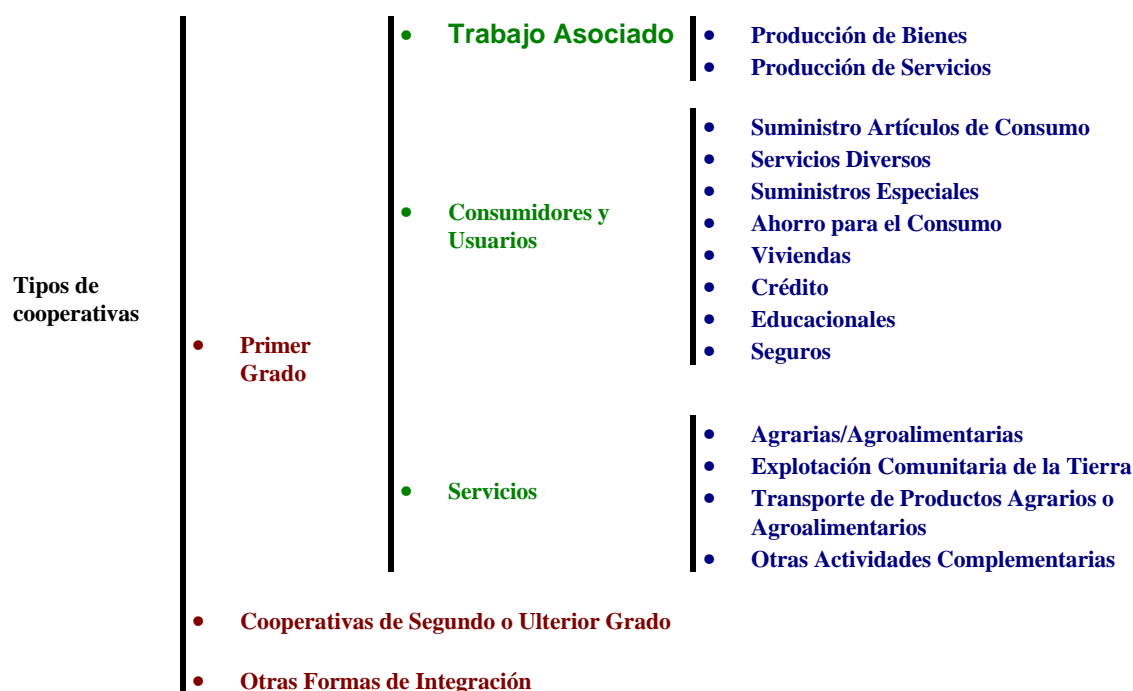 Tipos de
cooperativas
• Primer
Grado
• Trabajo Asociado
• Producción de Bienes
• Producción de Servicios
• Consumidores y
Usuarios
• Suministro Artículos de Consumo
• Servicios Diversos
• Suministros Especiales
• Ahorro para el Consumo
• Viviendas
• Crédito
• Educacionales
• Seguros
• Servicios
• Agrarias/Agroalimentarias
• Explotación Comunitaria de la Tierra
• Transporte de Productos Agrarios o
Agroalimentarios
• Otras Actividades Complementarias
• Cooperativas de Segundo o Ulterior Grado
• Otras Formas de Integración